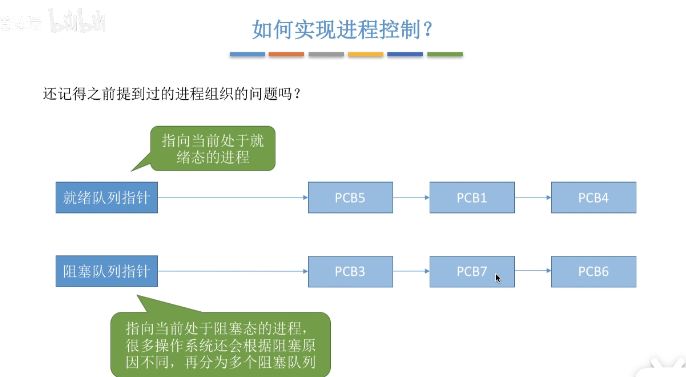 bilibili
如何实现进程控制？
还记得之前提到过的进程组织的问题吗？
指向当前处于就
绪态的进程
就绪队列指针
PCB5
PCB1
PCB4
阻塞队列指针
PCB3
PCB7
PCB6
指向当前处于阻塞态的进程，
很多操作系统还会根据阻塞原
因不同，再分为多个阻塞队列